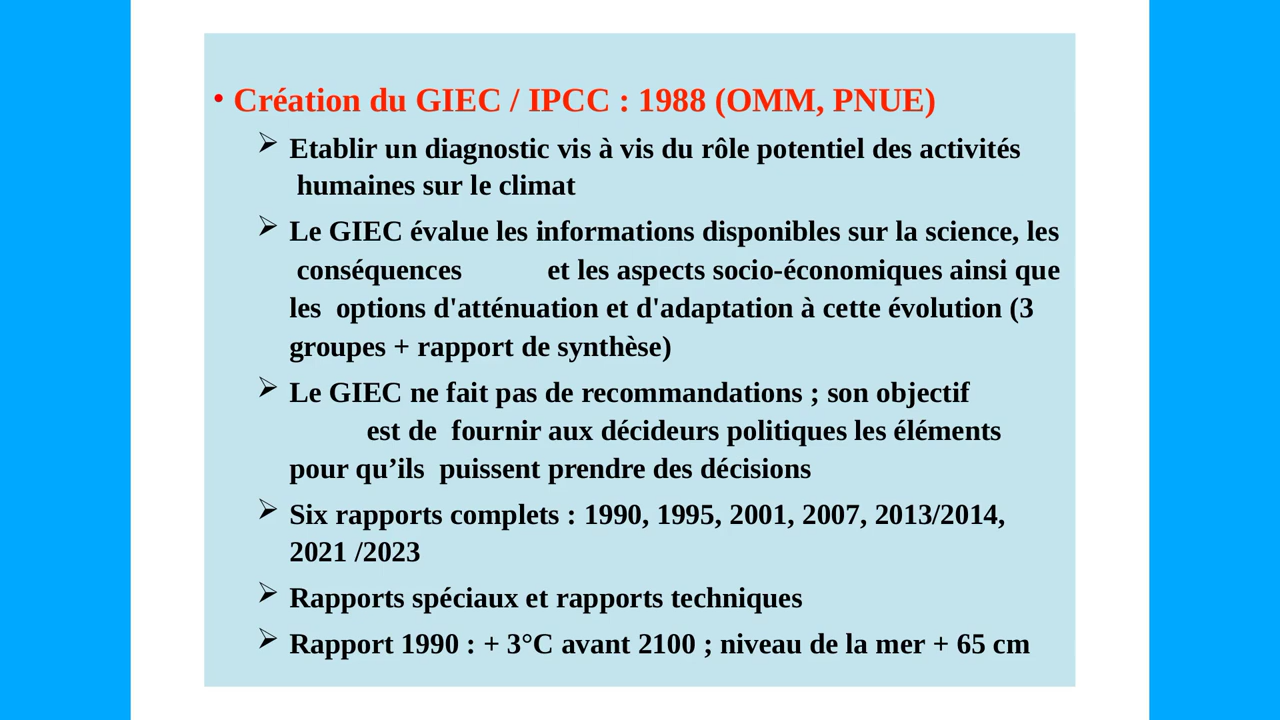 • Création du GIEC / IPCC : 1988 (OMM, PNUE)
➢ Etablir un diagnostic vis à vis du rôle potentiel des activités
humaines sur le climat
➢ Le GIEC évalue les informations disponibles sur la science, les
conséquences et les aspects socio-économiques ainsi que
les options d'atténuation et d'adaptation à cette évolution (3
groupes + rapport de synthèse)
➢ Le GIEC ne fait pas de recommandations ; son objectif
est de fournir aux décideurs politiques les éléments
pour qu’ils puissent prendre des décisions
➢ Six rapports complets : 1990, 1995, 2001, 2007, 2013/2014,
2021 /2023
➢ Rapports spéciaux et rapports techniques
➢ Rapport 1990 : + 3°C avant 2100 ; niveau de la mer + 65 cm